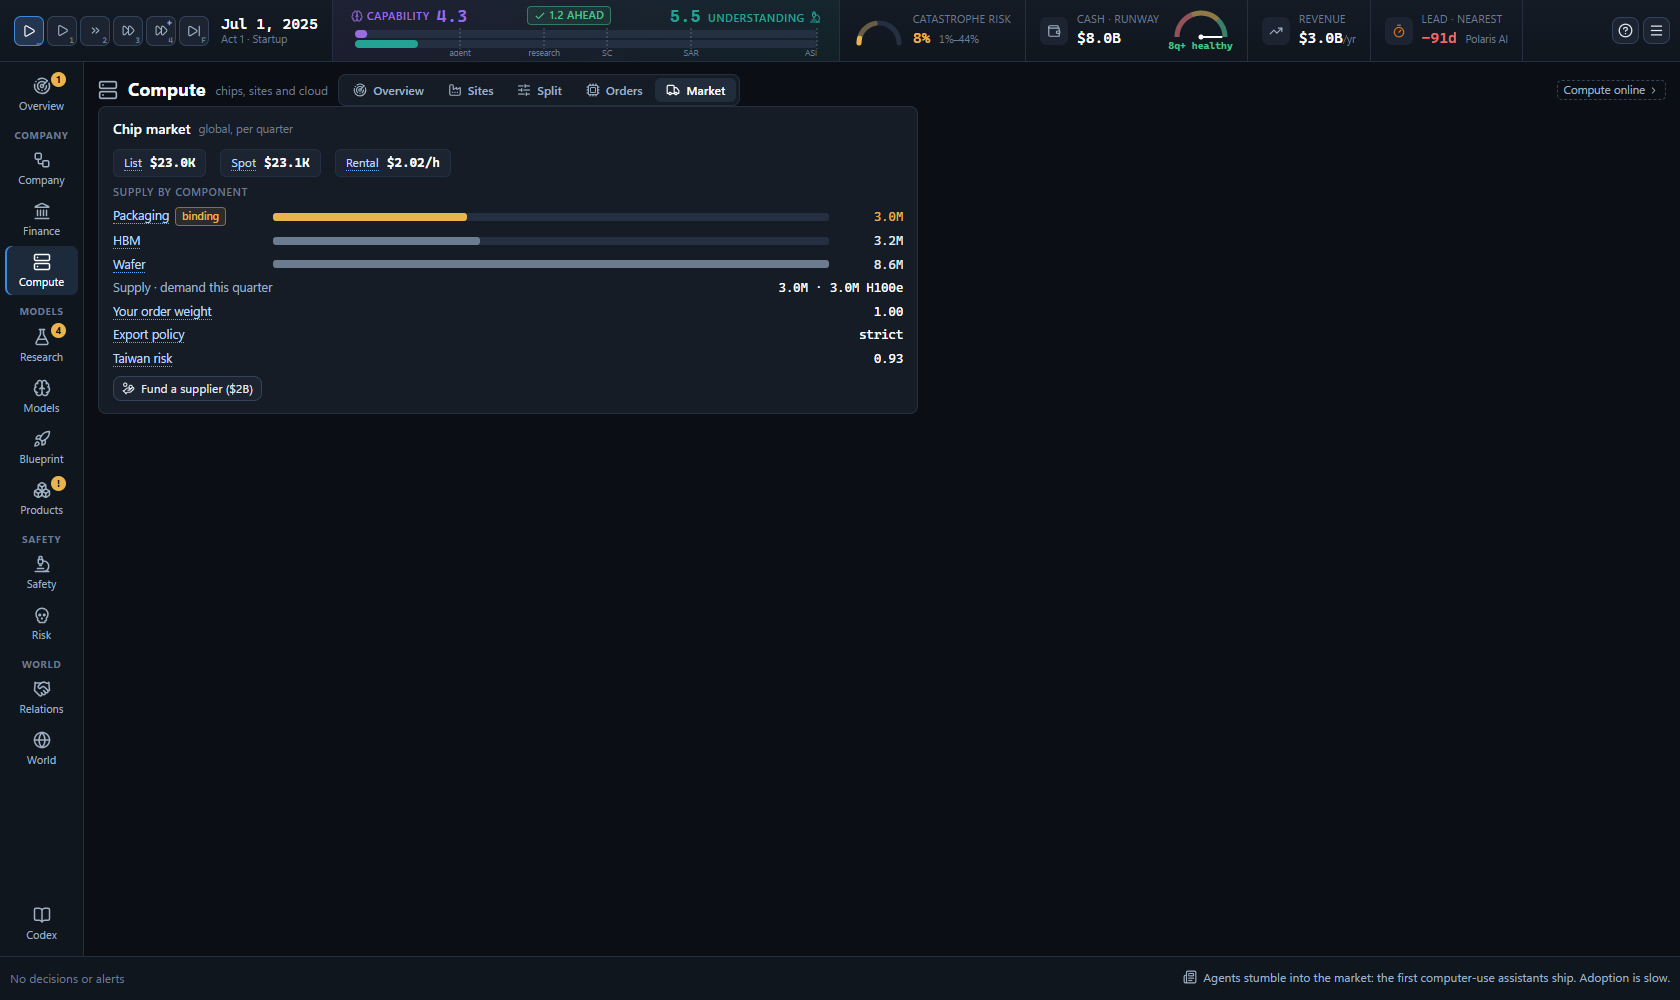 1
2
3
4
F
Jul 1, 2025
Act 1 · Startup
CAPABILITY 4.3
1.2 AHEAD
5.5 UNDERSTANDING
agent
research
SC
SAR
ASI
CATASTROPHE RISK
8% 1%–44%
CASH · RUNWAY
$8.0B
8q+ healthy
REVENUE
$3.0B/yr
LEAD · NEAREST
−91d Polaris AI
1
Overview
COMPANY
Company
Finance
Compute
MODELS
4
Research
Models
Blueprint
!
Products
SAFETY
Safety
Risk
WORLD
Relations
World
Codex
Compute chips, sites and cloud
Overview
Sites
Split
Orders
Market
Compute online ›
Chip market global, per quarter
List $23.0K
Spot $23.1K
Rental $2.02/h
SUPPLY BY COMPONENT
Packaging binding 3.0M
HBM 3.2M
Wafer 8.6M
Supply · demand this quarter 3.0M · 3.0M H100e
Your order weight 1.00
Export policy strict
Taiwan risk 0.93
Fund a supplier ($2B)
No decisions or alerts
Agents stumble into the market: the first computer-use assistants ship. Adoption is slow.